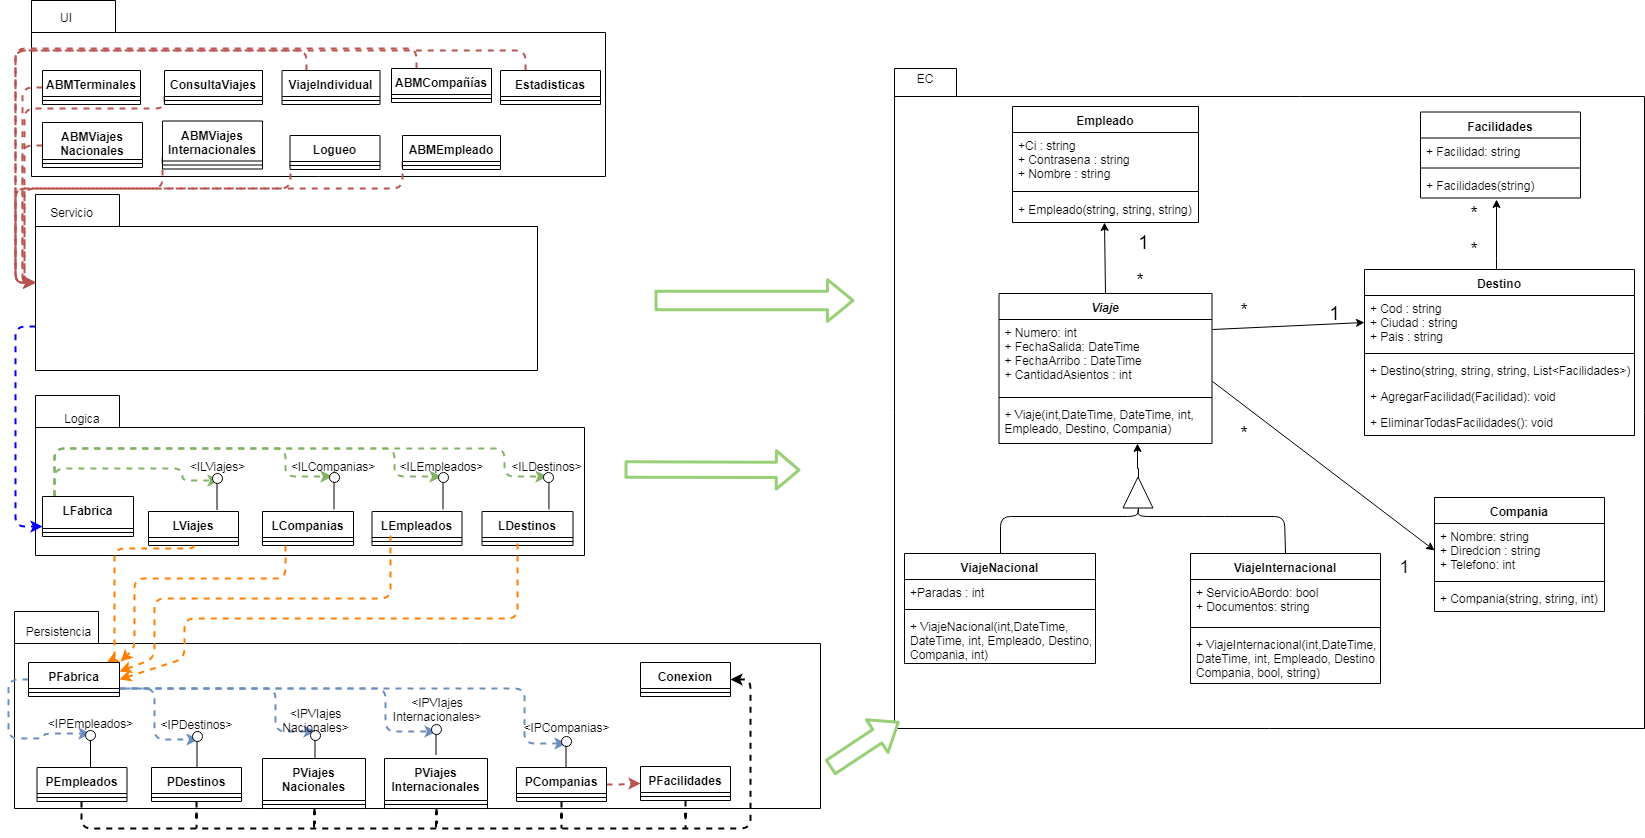 UI
ABMTerminales
ConsultaViajes
ViajeIndividual
ABMCompañías
Estadisticas
ABMViajes
Nacionales
ABMViajes
Internacionales
Logueo
ABMEmpleado
Servicio
Logica
<ILViajes>
<ILCompanias>
<ILEmpleados>
<ILDestinos>
LFabrica
LViajes
LCompanias
LEmpleados
LDestinos
Persistencia
PFabrica
Conexion
<IPEmpleados>
<IPDestinos>
<IPVIajes
Nacionales>
<IPVIajes
Internacionales>
<IPCompanias>
PEmpleados
PDestinos
PViajes
Nacionales
PViajes
Internacionales
PCompanias
PFacilidades
EC
Empleado
+Ci : string
+ Contrasena : string
+ Nombre : string
+ Empleado(string, string, string)
Facilidades
+ Facilidad: string
+ Facilidades(string)
1
*
*
*
Viaje
+ Numero: int
+ FechaSalida: DateTime
+ FechaArribo : DateTime
+ CantidadAsientos : int
+ Viaje(int,DateTime, DateTime, int,
Empleado, Destino, Compania)
*
1
Destino
+ Cod : string
+ Ciudad : string
+ Pais : string
+ Destino(string, string, string, List<Facilidades>)
+ AgregarFacilidad(Facilidad): void
+ EliminarTodasFacilidades(): void
*
1
Compania
+ Nombre: string
+ Diredcion : string
+ Telefono: int
+ Compania(string, string, int)
ViajeNacional
+Paradas : int
+ ViajeNacional(int,DateTime,
DateTime, int, Empleado, Destino,
Compania, int)
ViajeInternacional
+ ServicioABordo: bool
+ Documentos: string
+ ViajeInternacional(int,DateTime,
DateTime, int, Empleado, Destino
Compania, bool, string)